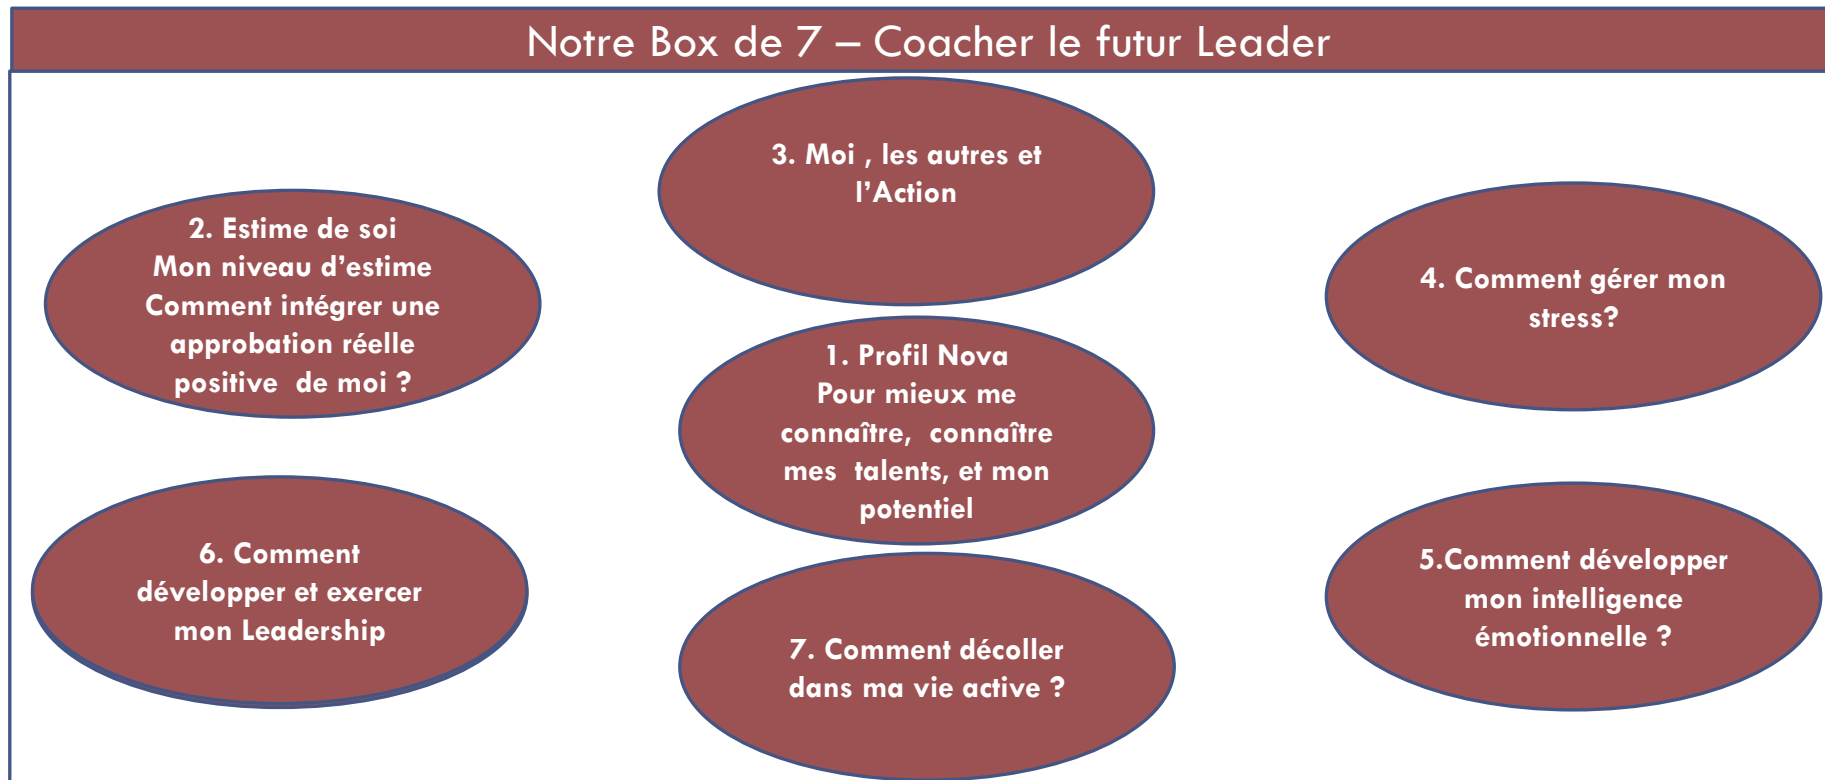 Notre Box de 7 – Coacher le futur Leader
3. Moi , les autres et
l'Action
2. Estime de soi
Mon niveau d'estime
Comment intégrer une
approbation réelle
positive  de moi ?
4. Comment gérer mon
stress?
1. Profil Nova
Pour mieux me
connaître,  connaître
mes  talents, et mon
potentiel
6. Comment
développer et exercer
mon Leadership
5.Comment développer
mon intelligence
émotionnelle ?
7. Comment décoller
dans ma vie active ?